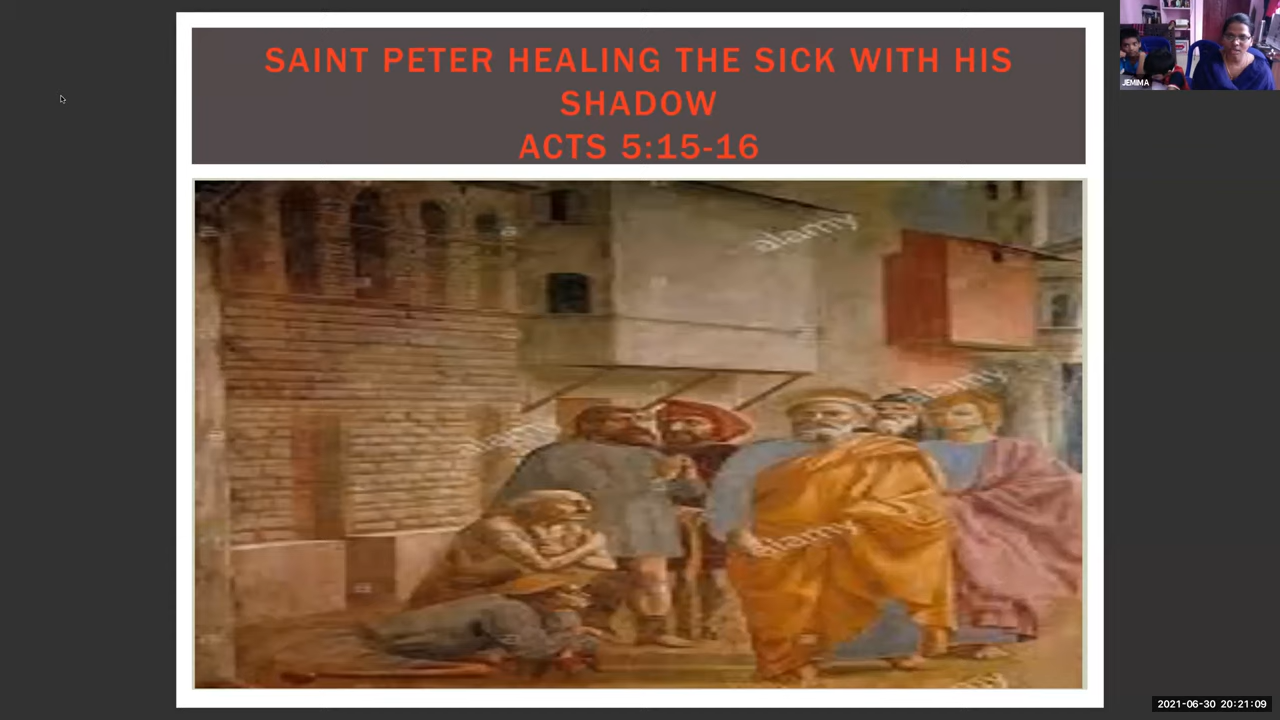 SAINT PETER HEALING THE SICK WITH HIS
SHADOW
ACTS 5:15-16
JEMIMA
alamy
alamy
alamy
alamy
2021-06-30 20:21:09